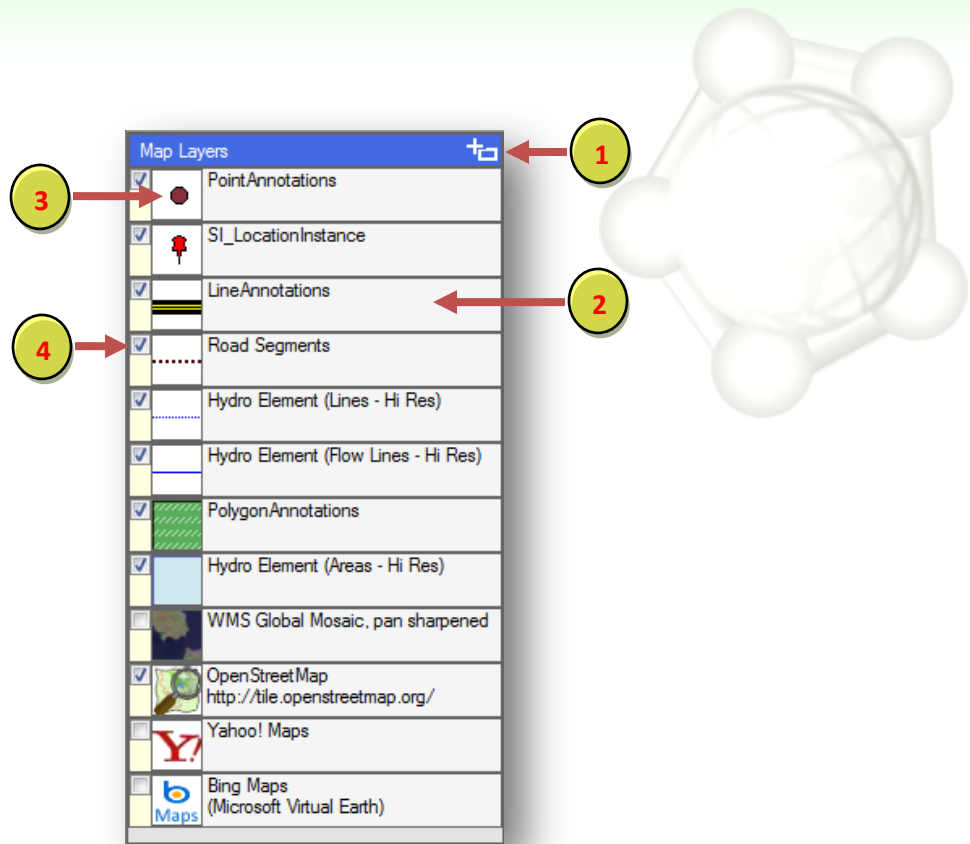 Map Layers
1
3
PointAnnotations
SI_LocationInstance
LineAnnotations
2
4
Road Segments
Hydro Element (Lines - Hi Res)
Hydro Element (Flow Lines - Hi Res)
PolygonAnnotations
Hydro Element (Areas - Hi Res)
WMS Global Mosaic, pan sharpened
OpenStreetMap
http://tile.openstreetmap.org/
Y!
Yahoo! Maps
Bing Maps
(Microsoft Virtual Earth)
b
Maps